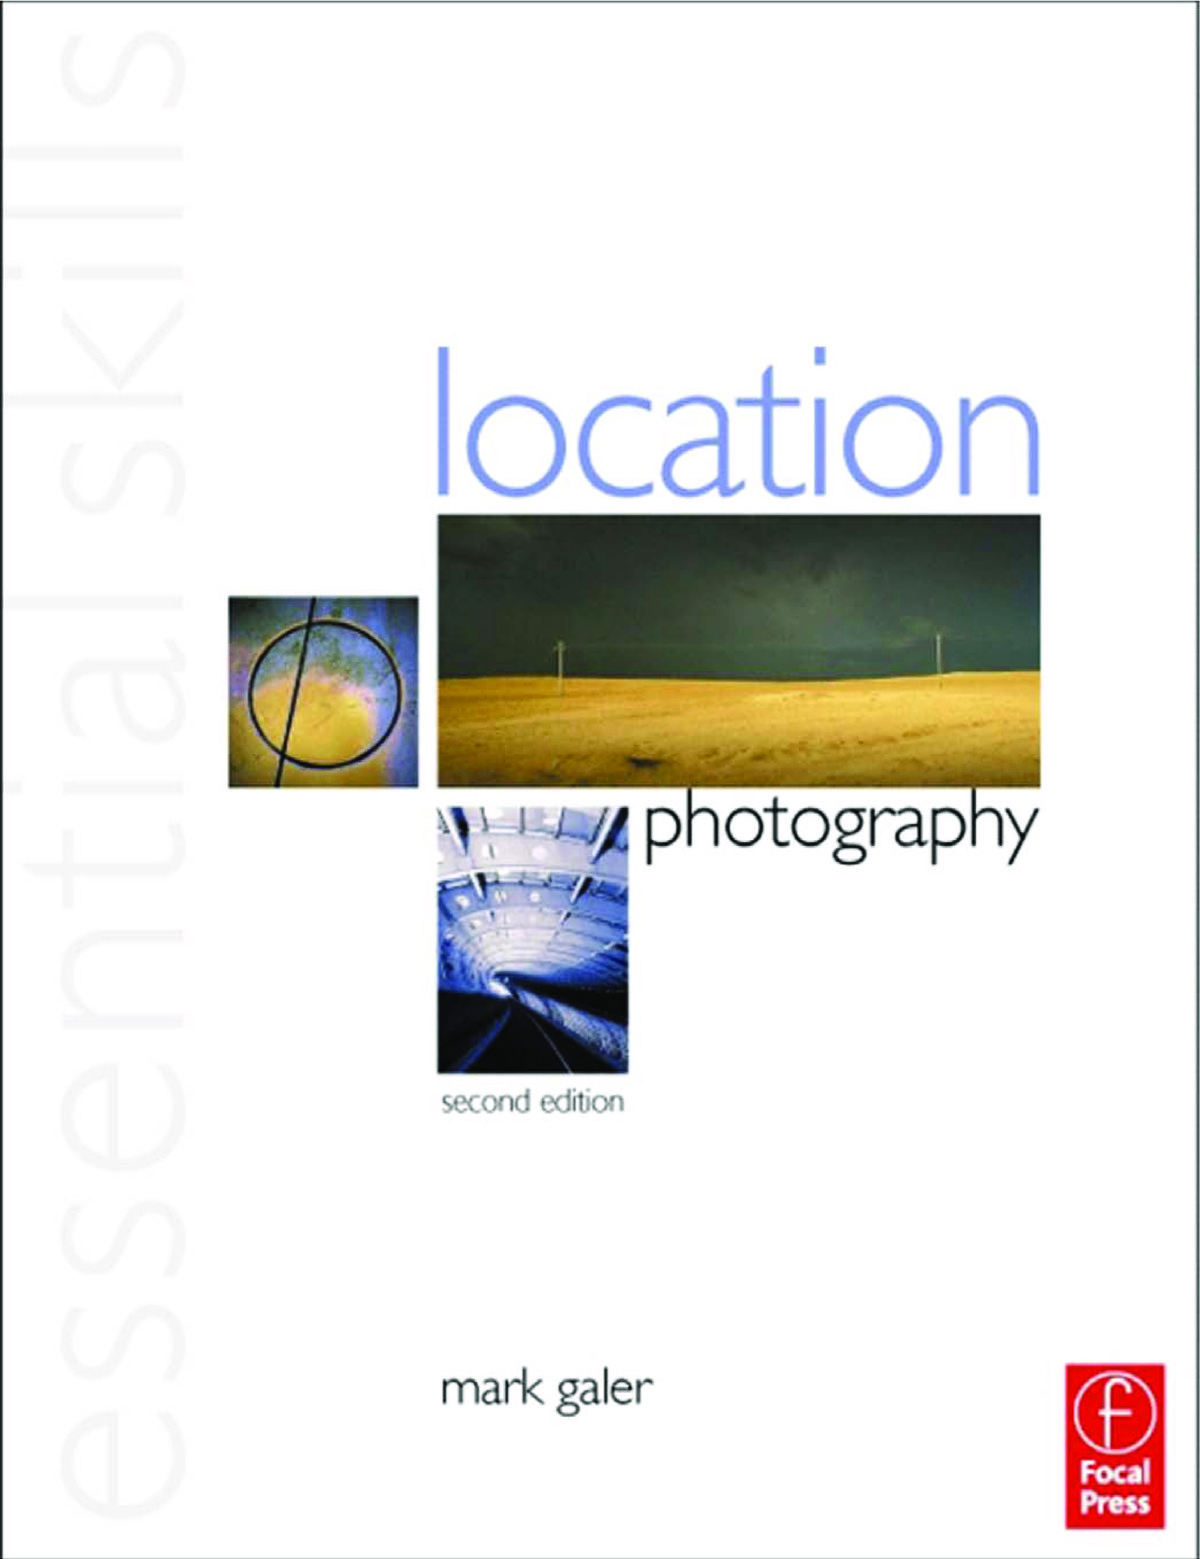 essential skills
location
photography
second edition
mark galer
f
Focal
Press